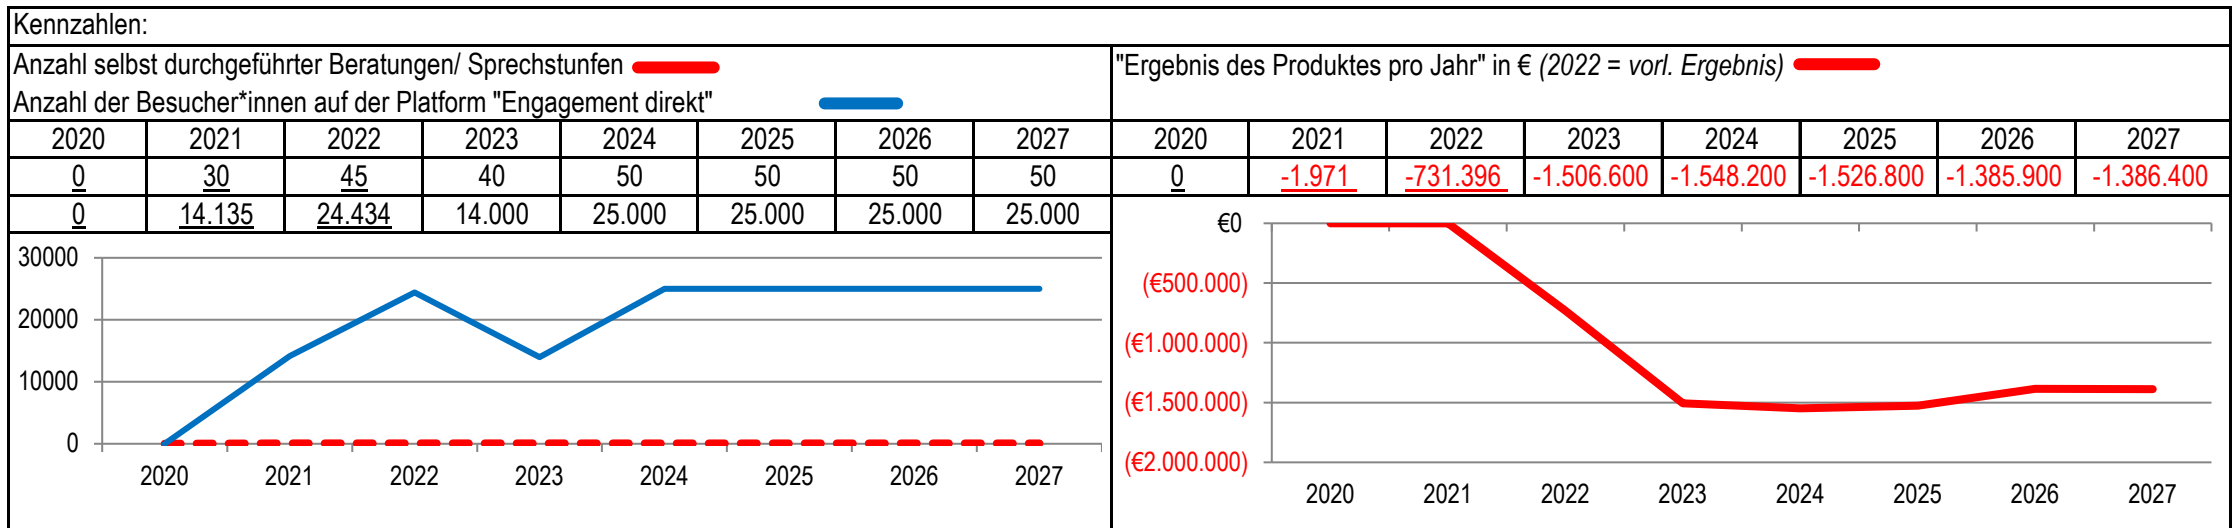 Kennzahlen:
Anzahl selbst durchgeführter Beratungen/ Sprechstunfen
Anzahl der Besucher*innen auf der Platform "Engagement direkt"
2020 2021 2022 2023 2024 2025 2026 2027
0 30 45 40 50 50 50 50
0 14.135 24.434 14.000 25.000 25.000 25.000 25.000
30000
20000
10000
0
2020 2021 2022 2023 2024 2025 2026 2027
"Ergebnis des Produktes pro Jahr" in € (2022 = vorl. Ergebnis)
2020 2021 2022 2023 2024 2025 2026 2027
0 -1.971 -731.396 -1.506.600 -1.548.200 -1.526.800 -1.385.900 -1.386.400
€0
(€500.000)
(€1.000.000)
(€1.500.000)
(€2.000.000)
2020 2021 2022 2023 2024 2025 2026 2027